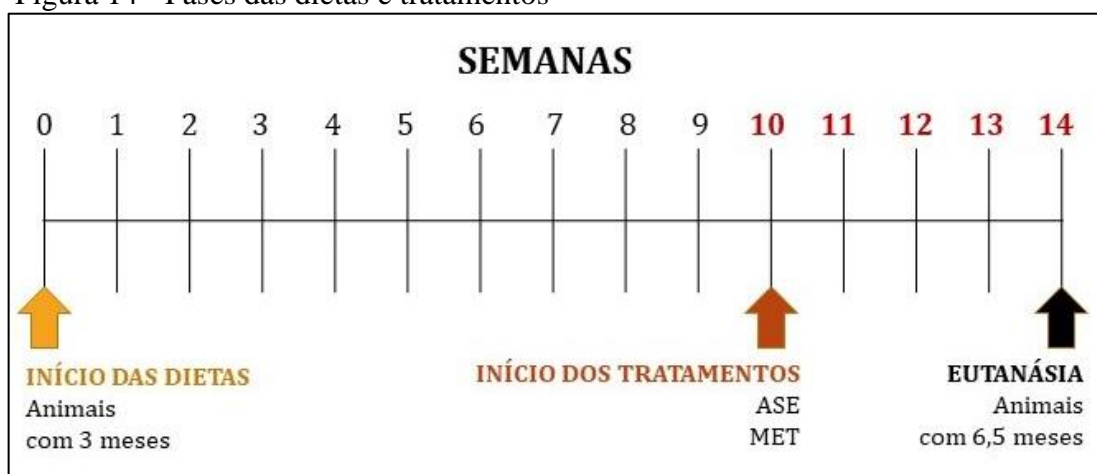 Figura 14 - Fases das dietas e tratamentos
SEMANAS
0 1 2 3 4 5 6 7 8 9 10 11 12 13 14
INÍCIO DAS DIETAS
Animais
com 3 meses
INÍCIO DOS TRATAMENTOS
ASE
MET
EUTANÁSIA
Animais
com 6,5 meses